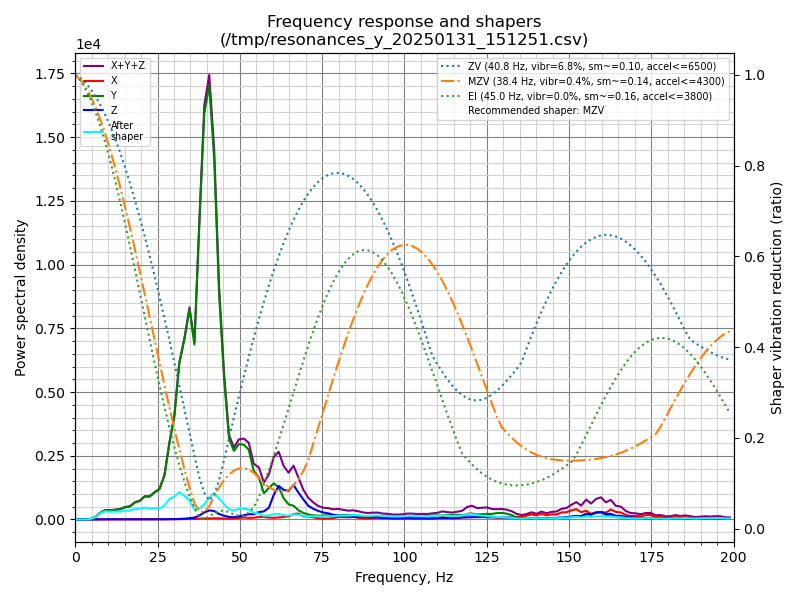 Frequency response and shapers
(/tmp/resonances_y_20250131_151251.csv)
1e4
X+Y+Z
X
Y
Z
After
shaper
ZV (40.8 Hz, vibr=6.8%, sm~=0.10, accel<=6500)
MZV (38.4 Hz, vibr=0.4%, sm~=0.14, accel<=4300)
EI (45.0 Hz, vibr=0.0%, sm~=0.16, accel<=3800)
Recommended shaper: MZV
1.75
1.50
1.25
1.00
0.75
0.50
0.25
0.00
Power spectral density
1.0
0.8
0.6
0.4
0.2
0.0
Shaper vibration reduction (ratio)
0 25 50 75 100 125 150 175 200
Frequency, Hz